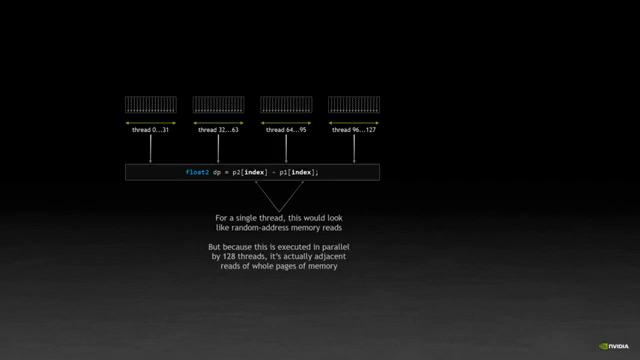 thread 0...31
thread 32...63
thread 64...95
thread 96...127
float2 dp = p2[index] - p1[index];
For a single thread, this would look
like random-address memory reads
But because this is executed in parallel
by 128 threads, it's actually adjacent
reads of whole pages of memory
NVIDIA